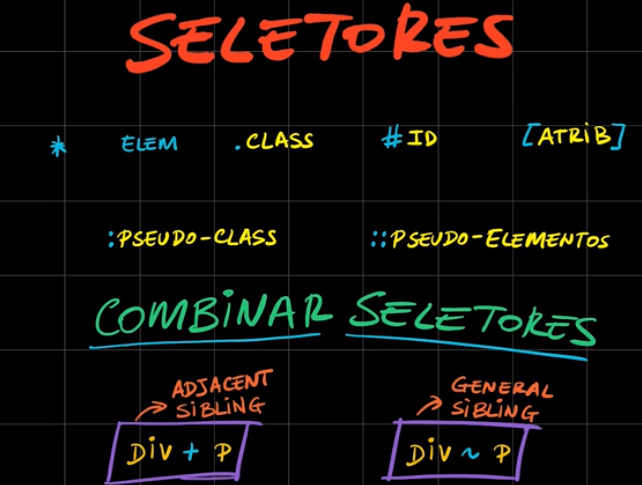 SELETORES
* ELEM .CLASS #ID [ATRIB]
:PSEUDO-CLASS ::PSEUDO-ELEMENTOS
COMBINAR SELETORES
ADJACENT SIBLING
GENERAL SIBLING
DIV + P
DIV ~ P